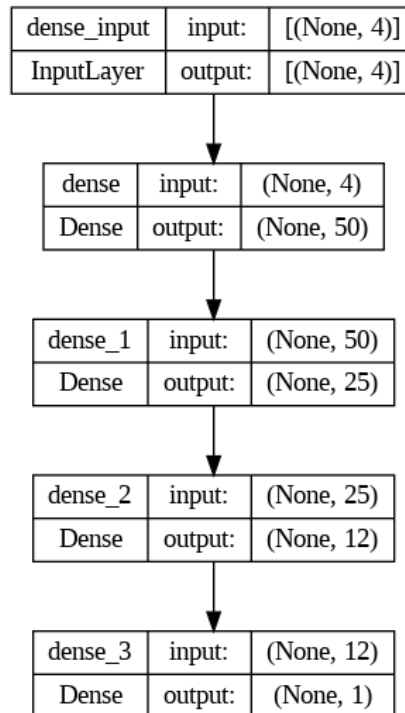 dense_input input: [(None, 4)]
InputLayer output: [(None, 4)]
dense input: (None, 4)
Dense output: (None, 50)
dense_1 input: (None, 50)
Dense output: (None, 25)
dense_2 input: (None, 25)
Dense output: (None, 12)
dense_3 input: (None, 12)
Dense output: (None, 1)